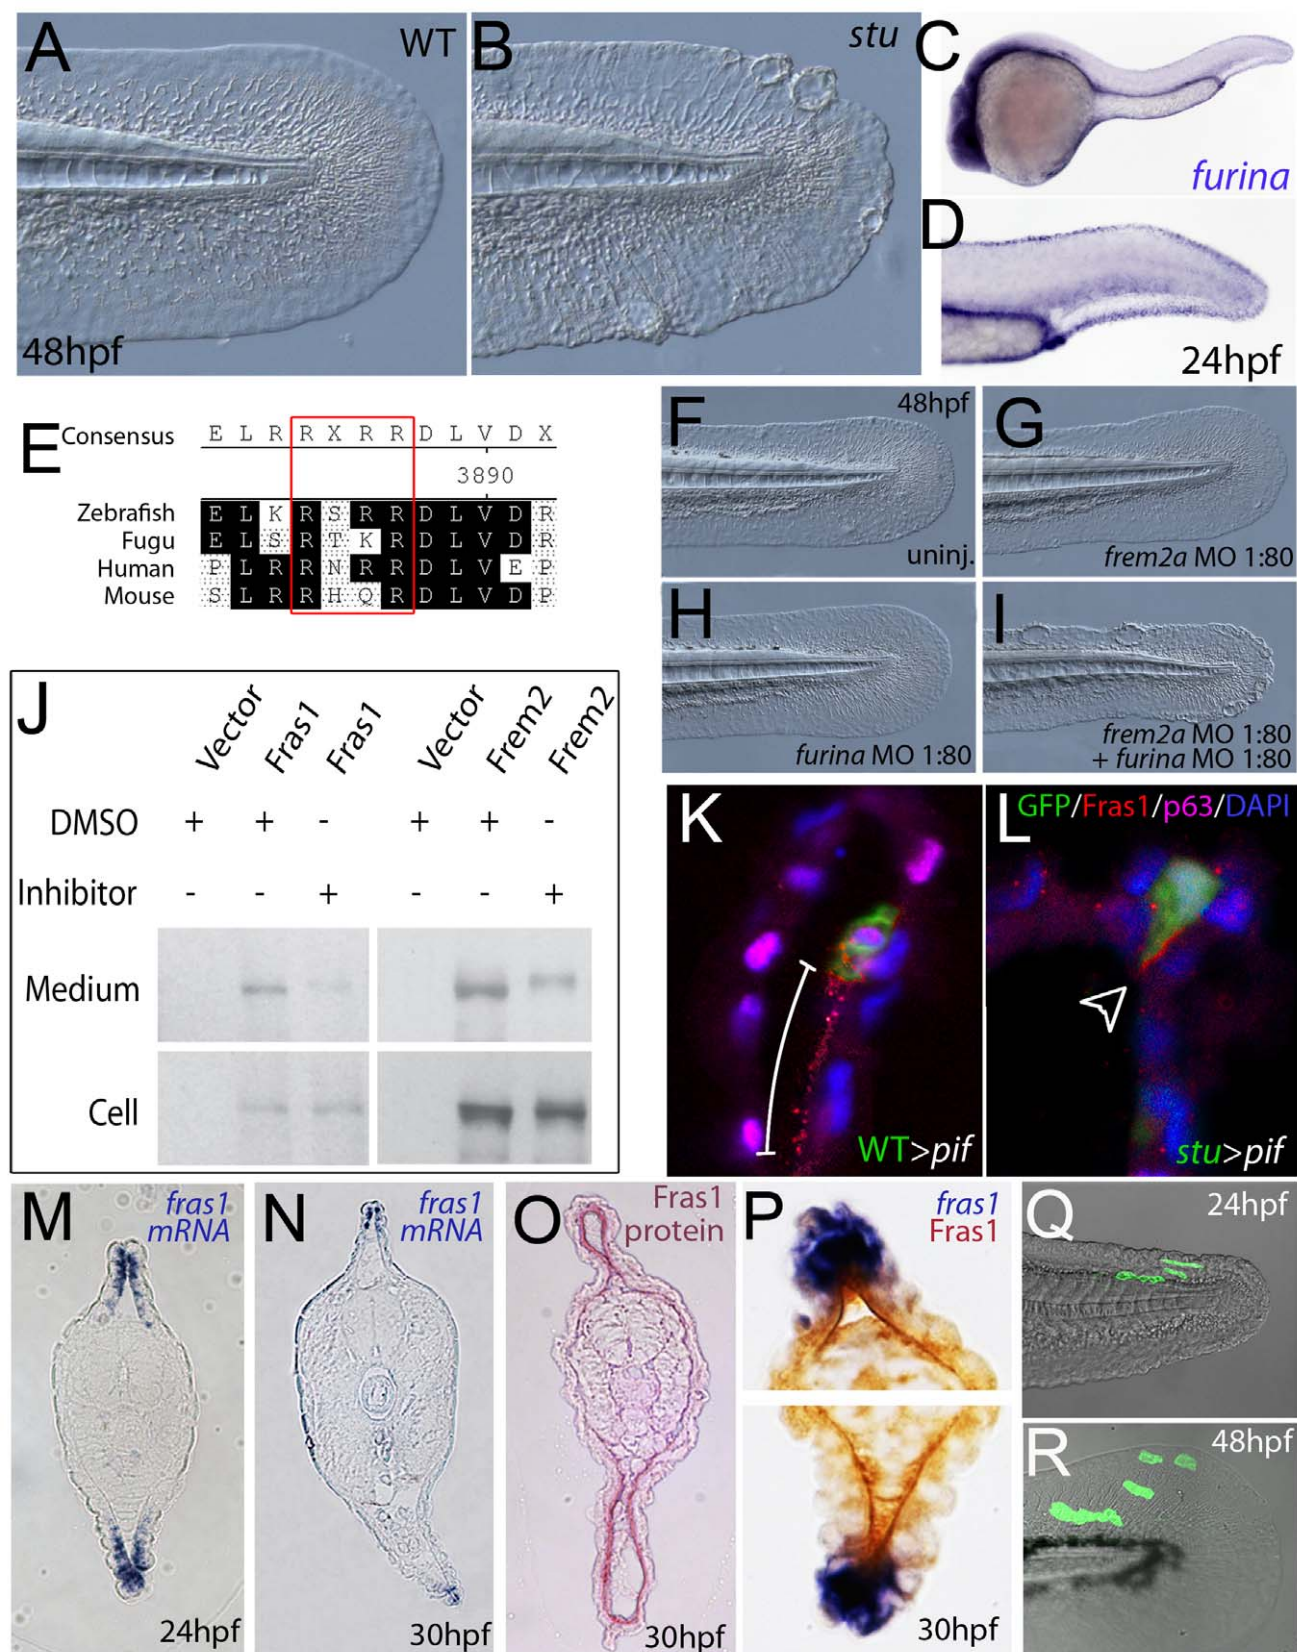 A
WT
48hpf
B
stu
C
furina
D
24hpf
E
Consensus
E L R R X R R D L V D X
3890
Zebrafish E L K R S R R D L V D R
Fugu E L S R T K R D L V D R
Human P L R R N R R D L V E P
Mouse S L R R H Q R D L V D P
F
48hpf
uninj.
G
frem2a MO 1:80
H
furina MO 1:80
I
frem2a MO 1:80
+ furina MO 1:80
J
Vector Fras1 Fras1 Vector Frem2 Frem2
DMSO + + - + + -
Inhibitor - - + - - +
Medium
Cell
K
WT>pif
L
GFP/Fras1/p63/DAPI
stu>pif
M
fras1
mRNA
24hpf
N
fras1
mRNA
30hpf
O
Fras1
protein
30hpf
P
fras1
Fras1
30hpf
Q
24hpf
R
48hpf